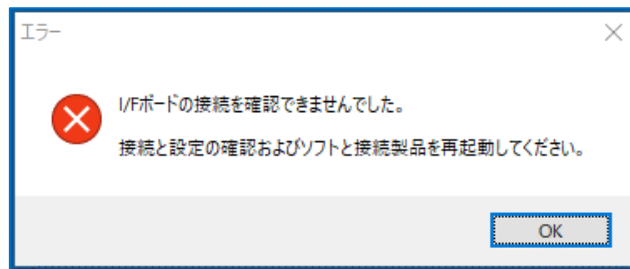 エラー
I/Fボードの接続を確認できませんでした。
接続と設定の確認およびソフトと接続製品を再起動してください。
OK